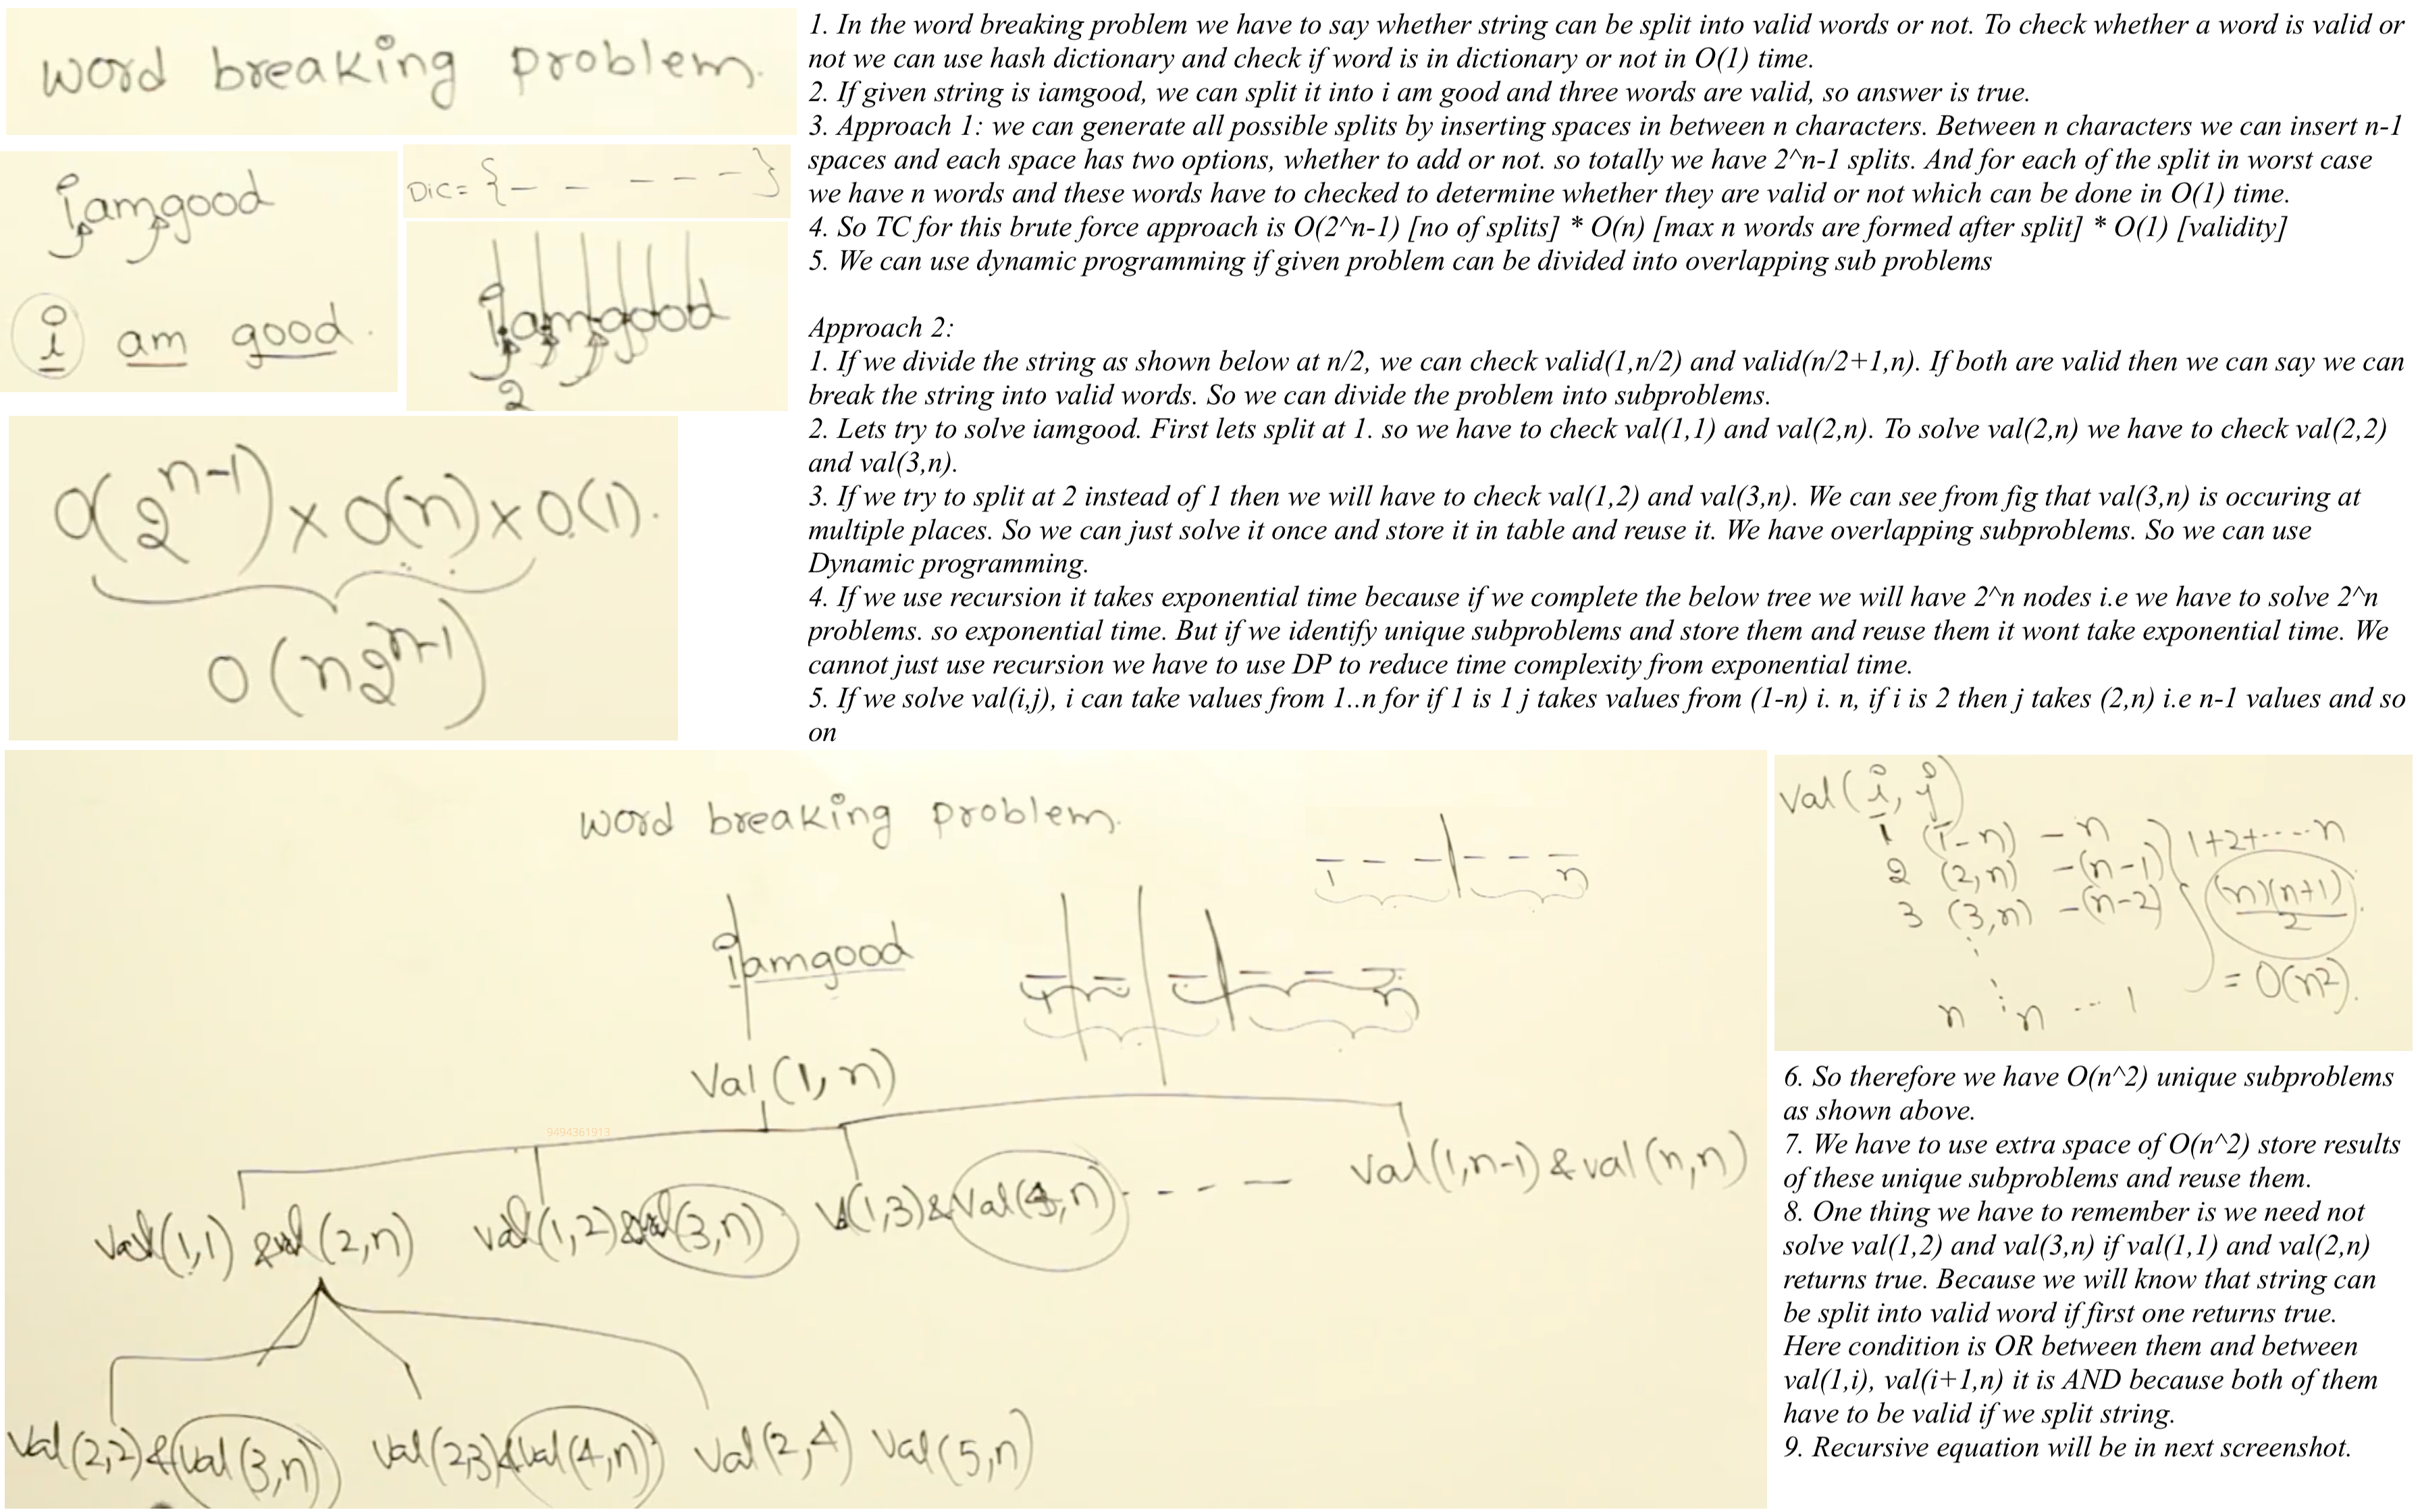 word breaking problem.
1. In the word breaking problem we have to say whether string can be split into valid words or not. To check whether a word is valid or
not we can use hash dictionary and check if word is in dictionary or not in O(1) time.
2. If given string is iamgood, we can split it into i am good and three words are valid, so answer is true.
3. Approach 1: we can generate all possible splits by inserting spaces in between n characters. Between n characters we can insert n-1
spaces and each space has two options, whether to add or not. so totally we have 2^n-1 splits. And for each of the split in worst case
we have n words and these words have to checked to determine whether they are valid or not which can be done in O(1) time.
4. So TC for this brute force approach is O(2^n-1) [no of splits] * O(n) [max n words are formed after split] * O(1) [validity]
5. We can use dynamic programming if given problem can be divided into overlapping sub problems
iamgood
Dic = { _ _ _ _ _ _ }
i am good.
iamgood
2
O(2^n-1) x O(n) x O(1).
O(n2^n-1)
Approach 2:
1. If we divide the string as shown below at n/2, we can check valid(1,n/2) and valid(n/2+1,n). If both are valid then we can say we can
break the string into valid words. So we can divide the problem into subproblems.
2. Lets try to solve iamgood. First lets split at 1. so we have to check val(1,1) and val(2,n). To solve val(2,n) we have to check val(2,2)
and val(3,n).
3. If we try to split at 2 instead of 1 then we will have to check val(1,2) and val(3,n). We can see from fig that val(3,n) is occuring at
multiple places. So we can just solve it once and store it in table and reuse it. We have overlapping subproblems. So we can use
Dynamic programming.
4. If we use recursion it takes exponential time because if we complete the below tree we will have 2^n nodes i.e we have to solve 2^n
problems. so exponential time. But if we identify unique subproblems and store them and reuse them it wont take exponential time. We
cannot just use recursion we have to use DP to reduce time complexity from exponential time.
5. If we solve val(i,j), i can take values from 1..n for if 1 is 1 j takes values from (1-n) i. n, if i is 2 then j takes (2,n) i.e n-1 values and so
on
word breaking problem.
1 n
iamgood
1 n
Val (1, n)
9494361913
Val(1,1) & val (2,n) val(1,2) & val(3,n) V(1,3) & Val(4,n) - - - - val(1,n-1) & val(n,n)
Val(2,2) & Val(3,n) Val(2,3) & Val(4,n) Val(2,4) Val(5,n)
Val(i, j)
1 (1-n) - n
2 (2,n) - (n-1)
3 (3,n) - (n-2)
n n ... 1
1+2+....n
(n)(n+1)
2
= O(n2).
6. So therefore we have O(n^2) unique subproblems
as shown above.
7. We have to use extra space of O(n^2) store results
of these unique subproblems and reuse them.
8. One thing we have to remember is we need not
solve val(1,2) and val(3,n) if val(1,1) and val(2,n)
returns true. Because we will know that string can
be split into valid word if first one returns true.
Here condition is OR between them and between
val(1,i), val(i+1,n) it is AND because both of them
have to be valid if we split string.
9. Recursive equation will be in next screenshot.